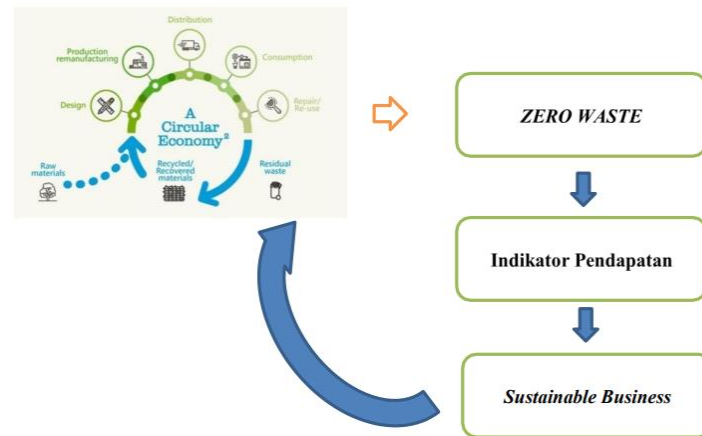 Distribution
Production
remanufacturing
Consumption
Design
Repair/
Re-use
A
Circular
Economy²
Raw
materials
Recycled/
Recovered
materials
Residual
waste
ZERO WASTE
Indikator Pendapatan
Sustainable Business